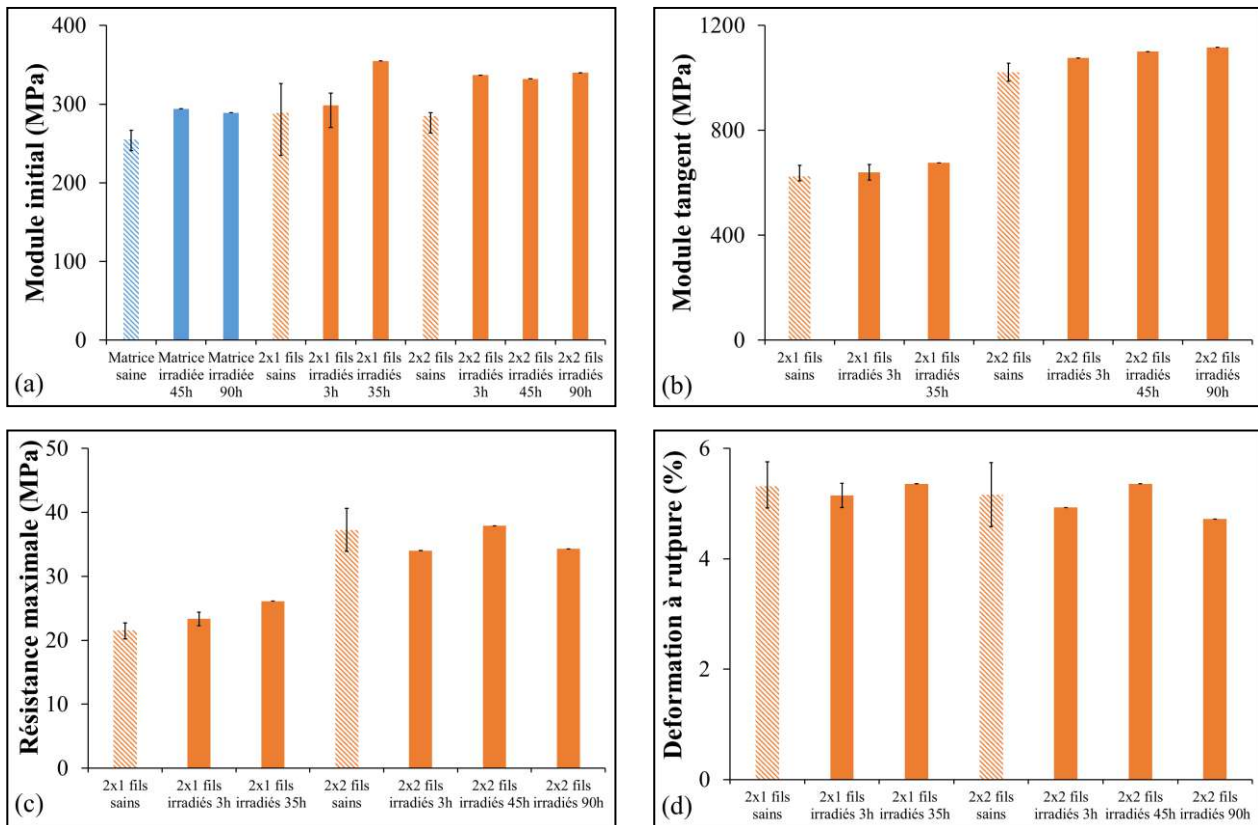 Module initial (MPa)
400
300
200
100
0
Matrice
saine
Matrice
irradiée
45h
Matrice
irradiée
90h
2x1 fils
sains
2x1 fils
irradiés
3h
2x1 fils
irradiés
35h
2x2 fils
sains
2x2 fils
irradiés
3h
2x2 fils
irradiés
45h
2x2 fils
irradiés
90h
(a)
Module tangent (MPa)
1200
800
400
0
2x1 fils
sains
2x1 fils
irradiés 3h
2x1 fils
irradiés
35h
2x2 fils
sains
2x2 fils
irradiés 3h
2x2 fils
irradiés
45h
2x2 fils
irradiés
90h
(b)
Résistance maximale (MPa)
50
40
30
20
10
0
2x1 fils
sains
2x1 fils
irradiés 3h
2x1 fils
irradiés 35h
2x2 fils
sains
2x2 fils
irradiés 3h
2x2 fils
irradiés 45h
2x2 fils
irradiés 90h
(c)
Deformation à rutpure (%)
6
4
2
0
2x1 fils
sains
2x1 fils
irradiés 3h
2x1 fils
irradiés 35h
2x2 fils
sains
2x2 fils
irradiés 3h
2x2 fils
irradiés 45h
2x2 fils
irradiés 90h
(d)